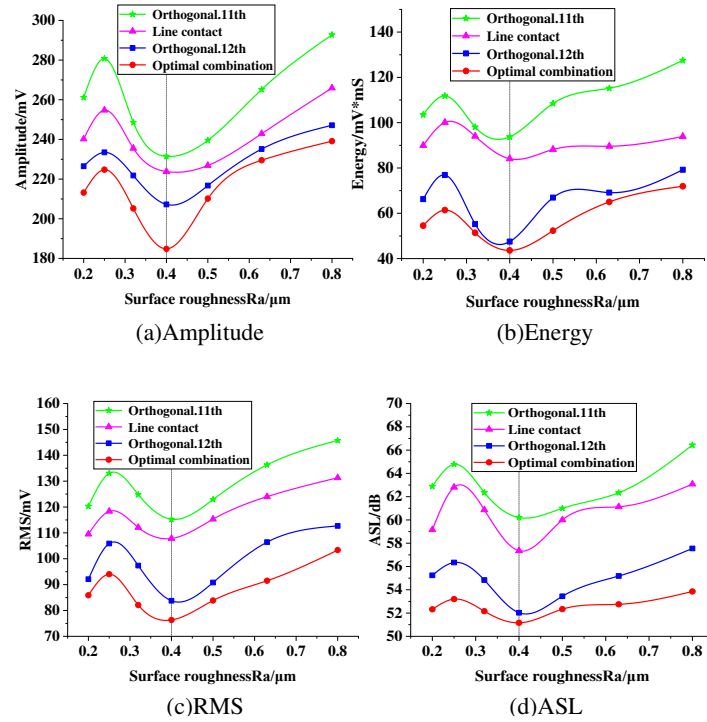 Orthogonal.11th
Line contact
Orthogonal.12th
Optimal combination
Amplitude/mV
300
280
260
240
220
200
180
0.2 0.3 0.4 0.5 0.6 0.7 0.8
Surface roughnessRa/μm
(a)Amplitude
Orthogonal.11th
Line contact
Orthogonal.12th
Optimal combination
Energy/mV*mS
140
120
100
80
60
40
0.2 0.3 0.4 0.5 0.6 0.7 0.8
Surface roughnessRa/μm
(b)Energy
Orthogonal.11th
Line contact
Orthogonal.12th
Optimal combination
RMS/mV
160
150
140
130
120
110
100
90
80
70
0.2 0.3 0.4 0.5 0.6 0.7 0.8
Surface roughnessRa/μm
(c)RMS
Orthogonal.11th
Line contact
Orthogonal.12th
Optimal combination
ASL/dB
68
66
64
62
60
58
56
54
52
50
0.2 0.3 0.4 0.5 0.6 0.7 0.8
Surface roughnessRa/μm
(d)ASL